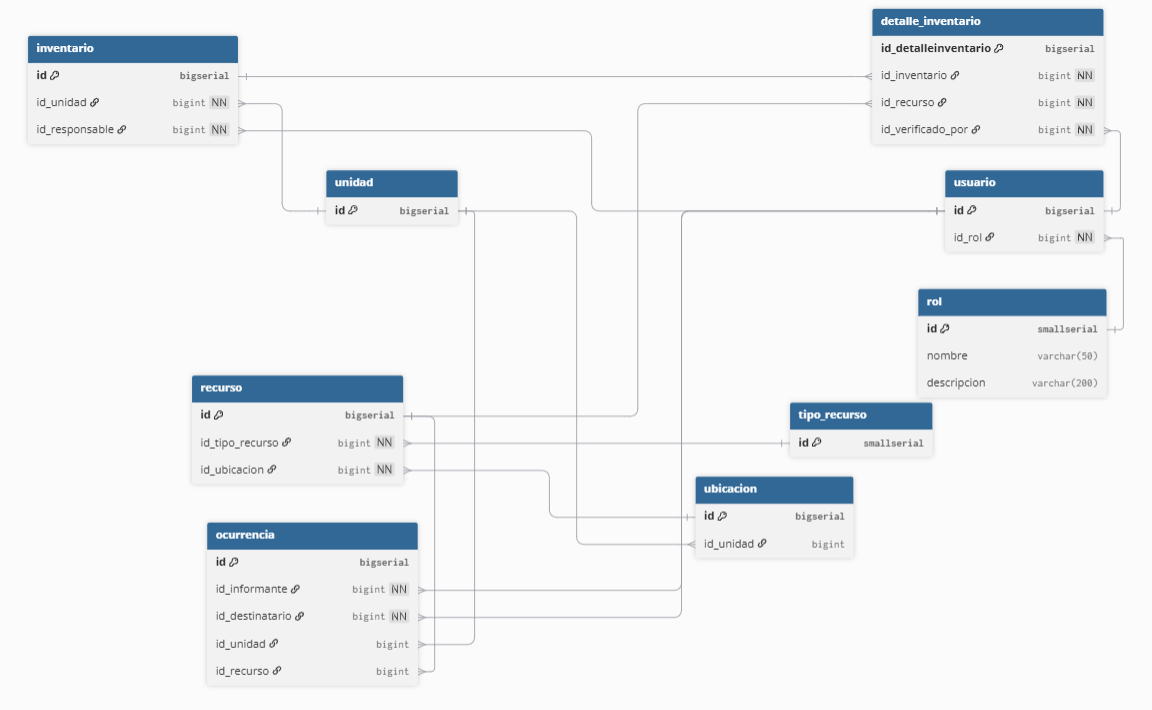 inventario
id bigserial
id_unidad bigint NN
id_responsable bigint NN
detalle_inventario
id_detalleinventario bigserial
id_inventario bigint NN
id_recurso bigint NN
id_verificado_por bigint NN
unidad
id bigserial
usuario
id bigserial
id_rol bigint NN
rol
id smallserial
nombre varchar(50)
descripcion varchar(200)
recurso
id bigserial
id_tipo_recurso bigint NN
id_ubicacion bigint NN
tipo_recurso
id smallserial
ubicacion
id bigserial
id_unidad bigint
ocurrencia
id bigserial
id_informante bigint NN
id_destinatario bigint NN
id_unidad bigint
id_recurso bigint